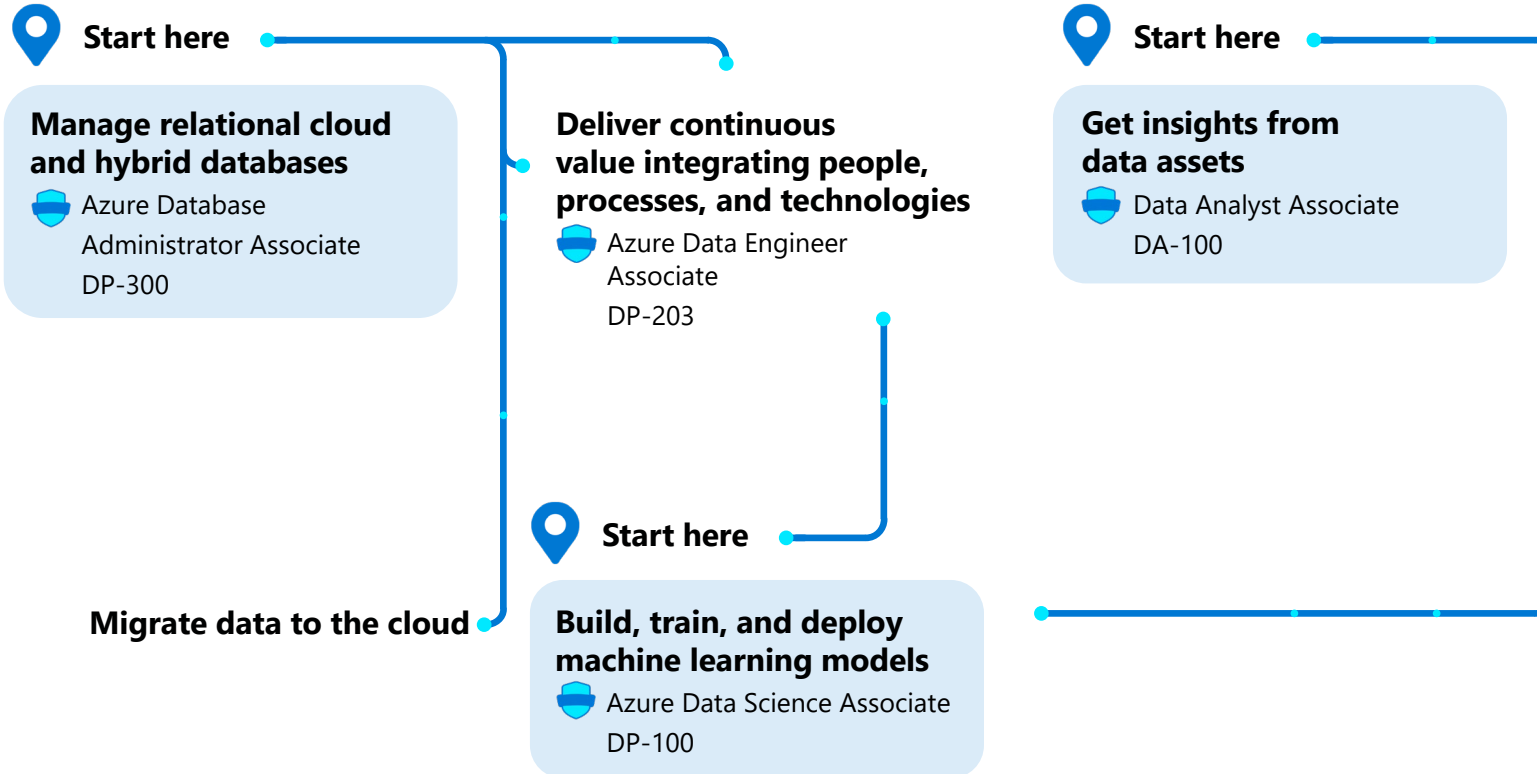 Start here
Manage relational cloud
and hybrid databases
Azure Database
Administrator Associate
DP-300
Deliver continuous
value integrating people,
processes, and technologies
Azure Data Engineer
Associate
DP-203
Start here
Get insights from
data assets
Data Analyst Associate
DA-100
Migrate data to the cloud
Start here
Build, train, and deploy
machine learning models
Azure Data Science Associate
DP-100